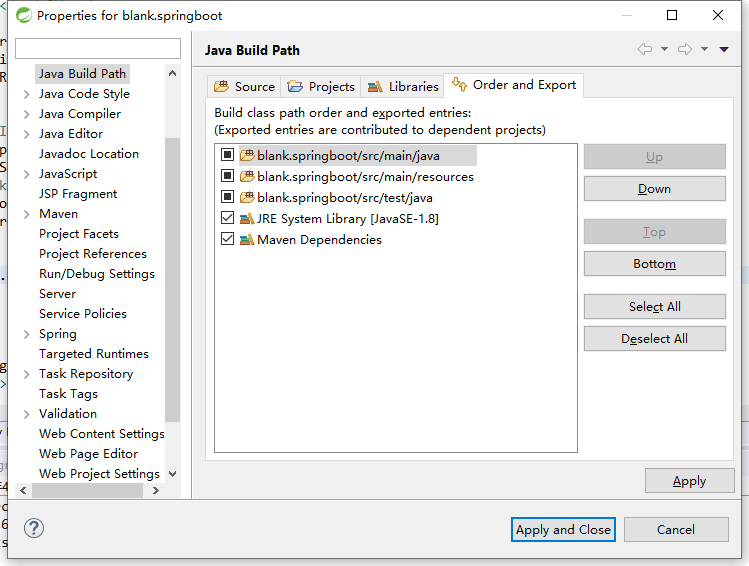 Properties for blank.springboot
Java Build Path
Java Code Style
Java Compiler
Java Editor
Javadoc Location
JavaScript
JSP Fragment
Maven
Project Facets
Project References
Run/Debug Settings
Server
Service Policies
Spring
Targeted Runtimes
Task Repository
Task Tags
Validation
Web Content Settings
Web Page Editor
Web Project Settings
Java Build Path
Source
Projects
Libraries
Order and Export
Build class path order and exported entries:
(Exported entries are contributed to dependent projects)
blank.springboot/src/main/java
blank.springboot/src/main/resources
blank.springboot/src/test/java
JRE System Library [JavaSE-1.8]
Maven Dependencies
Up
Down
Top
Bottom
Select All
Deselect All
Apply
Apply and Close
Cancel